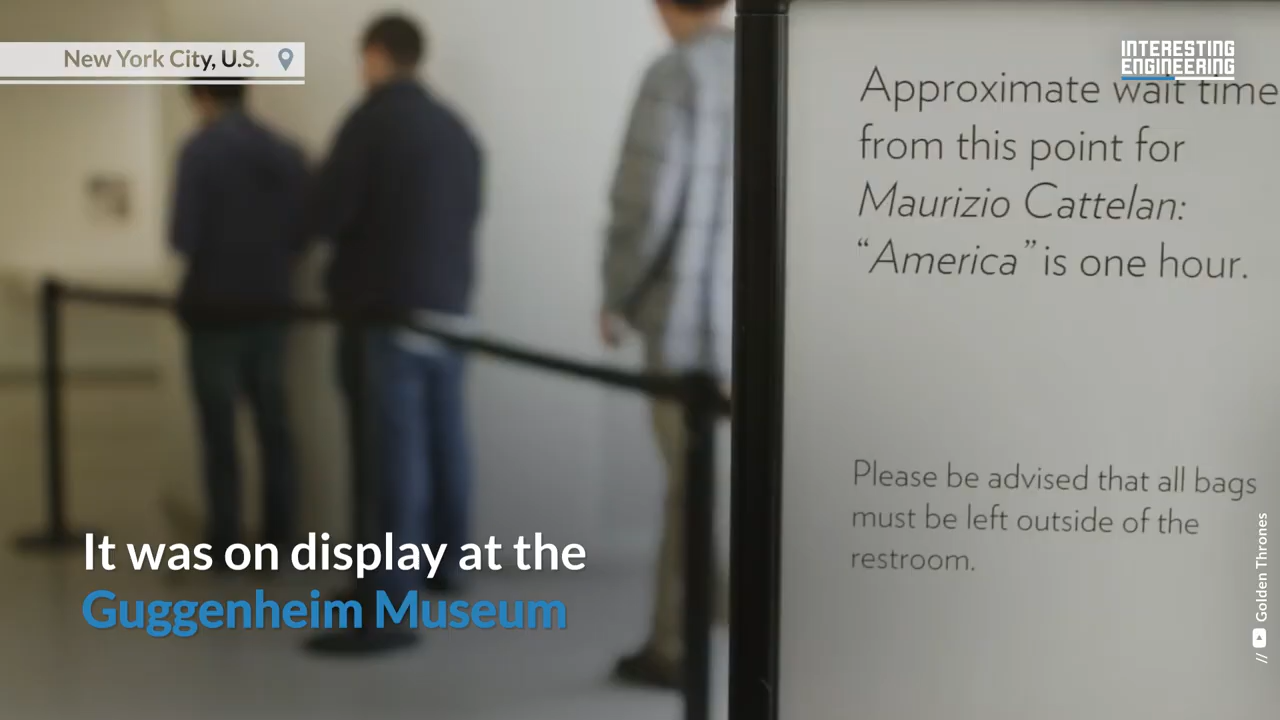 New York City, U.S.
INTERESTING
ENGINEERING
Approximate wait time
from this point for
Maurizio Cattelan:
“America” is one hour.
Please be advised that all bags
must be left outside of the
restroom.
It was on display at the
Guggenheim Museum
// Golden Thrones